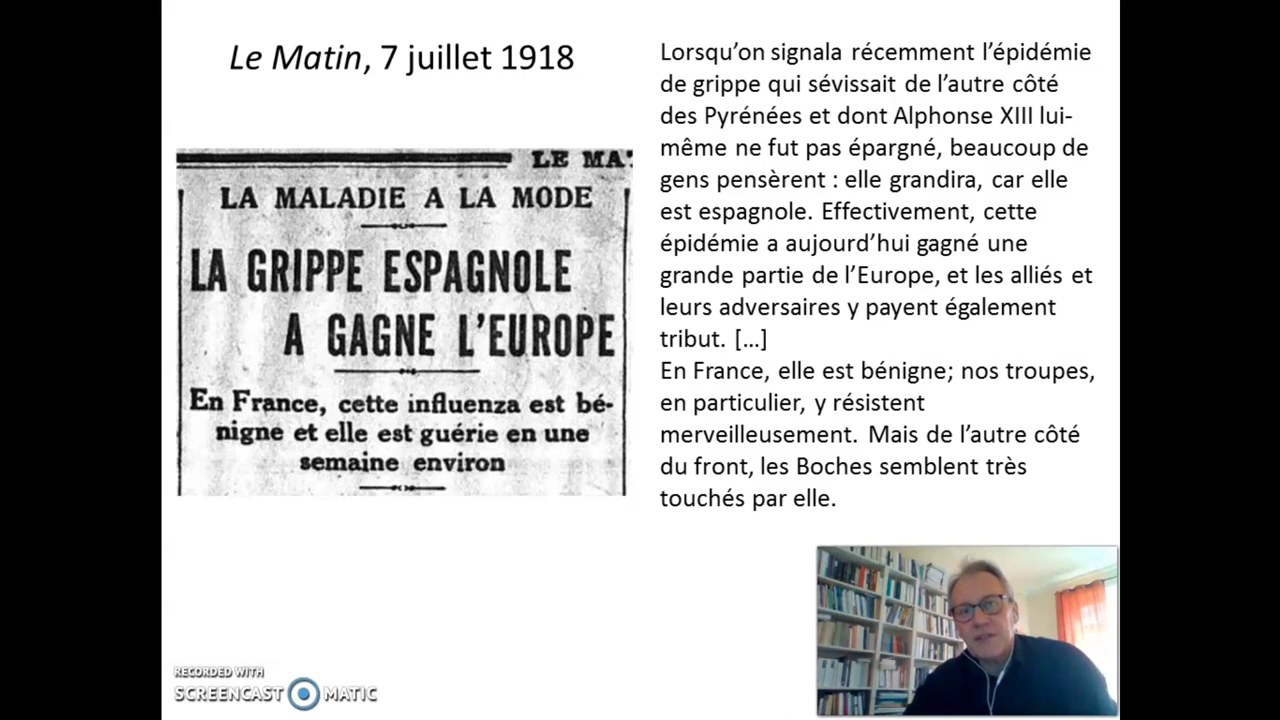 Le Matin, 7 juillet 1918
LE MA
LA MALADIE A LA MODE
LA GRIPPE ESPAGNOLE
A GAGNE L'EUROPE
En France, cette influenza est bé-
nigne et elle est guérie en une
semaine environ
Lorsqu’on signala récemment l’épidémie
de grippe qui sévissait de l’autre côté
des Pyrénées et dont Alphonse XIII lui-
même ne fut pas épargné, beaucoup de
gens pensèrent : elle grandira, car elle
est espagnole. Effectivement, cette
épidémie a aujourd’hui gagné une
grande partie de l’Europe, et les alliés et
leurs adversaires y payent également
tribut. […]
En France, elle est bénigne; nos troupes,
en particulier, y résistent
merveilleusement. Mais de l’autre côté
du front, les Boches semblent très
touchés par elle.
RECORDED WITH
SCREENCAST MATIC